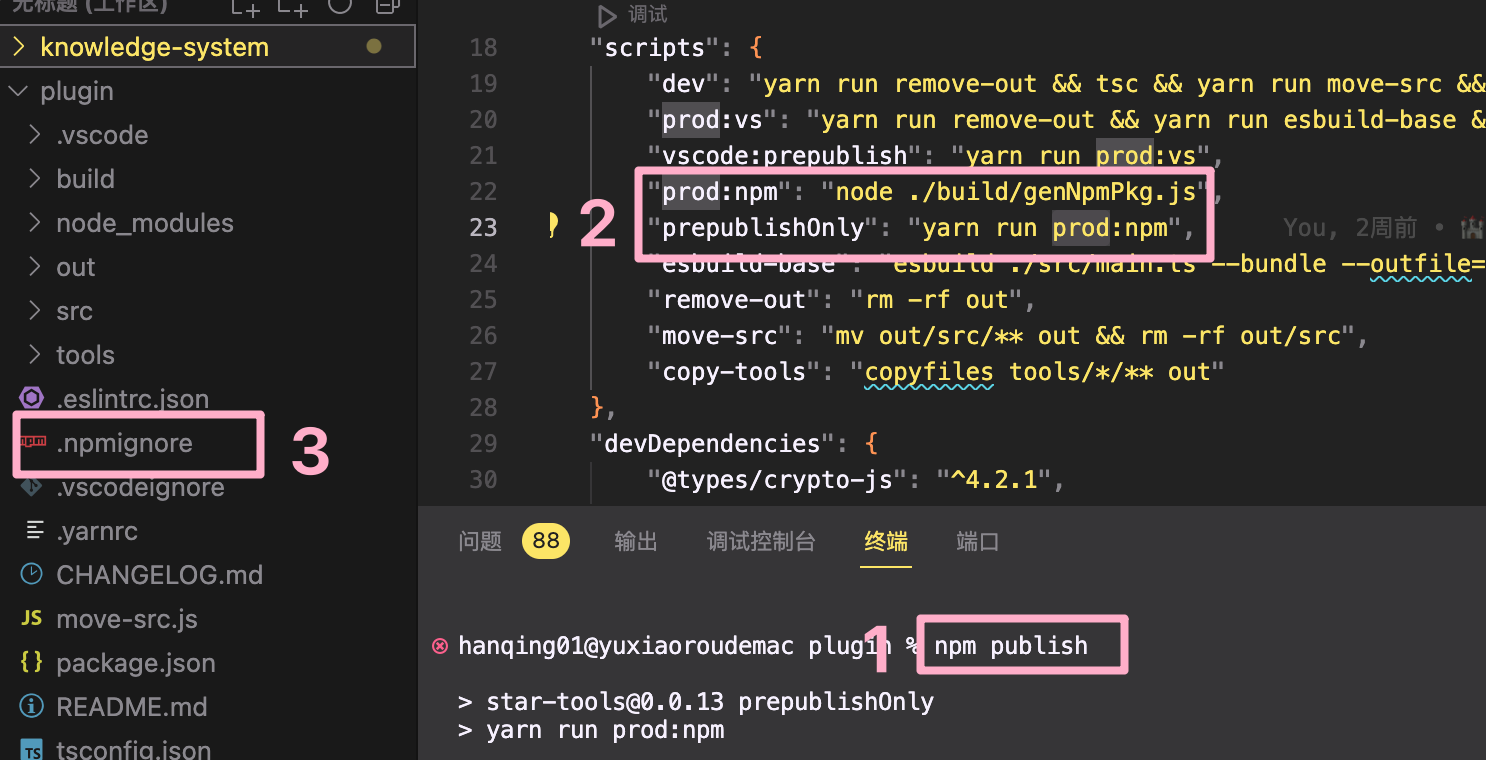 无标题 (工作区)
knowledge-system
plugin
.vscode
build
node_modules
out
src
tools
.eslintrc.json
npm .npmignore
3
.vscodeignore
.yarnrc
CHANGELOG.md
JS move-src.js
{} package.json
README.md
TS tsconfig.json
调试
18 "scripts": {
19 "dev": "yarn run remove-out && tsc && yarn run move-src &&
20 "prod:vs": "yarn run remove-out && yarn run esbuild-base &
21 "vscode:prepublish": "yarn run prod:vs",
22 "prod:npm": "node ./build/genNpmPkg.js",
2
23 "prepublishOnly": "yarn run prod:npm", You, 2周前 •
24 "esbuild-base": "esbuild ./src/main.ts --bundle --outfile=
25 "remove-out": "rm -rf out",
26 "move-src": "mv out/src/** out && rm -rf out/src",
27 "copy-tools": "copyfiles tools/*/** out"
28 },
29 "devDependencies": {
30 "@types/crypto-js": "^4.2.1",
问题 88 输出 调试控制台 终端 端口
hanqing01@yuxiaoroudemac plugin % npm publish
1
> star-tools@0.0.13 prepublishOnly
> yarn run prod:npm